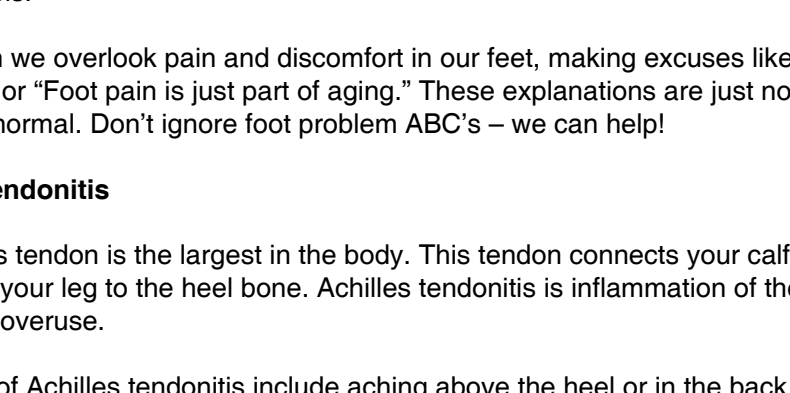 we overlook pain and discomfort in our feet, making excuses like
or “Foot pain is just part of aging.” These explanations are just
normal. Don’t ignore foot problem ABC’s – we can help!
tendon is the largest in the body. This tendon connects your calf
your leg to the heel bone. Achilles tendonitis is inflammation of
overuse.
of Achilles tendonitis include aching above the heel or in the back